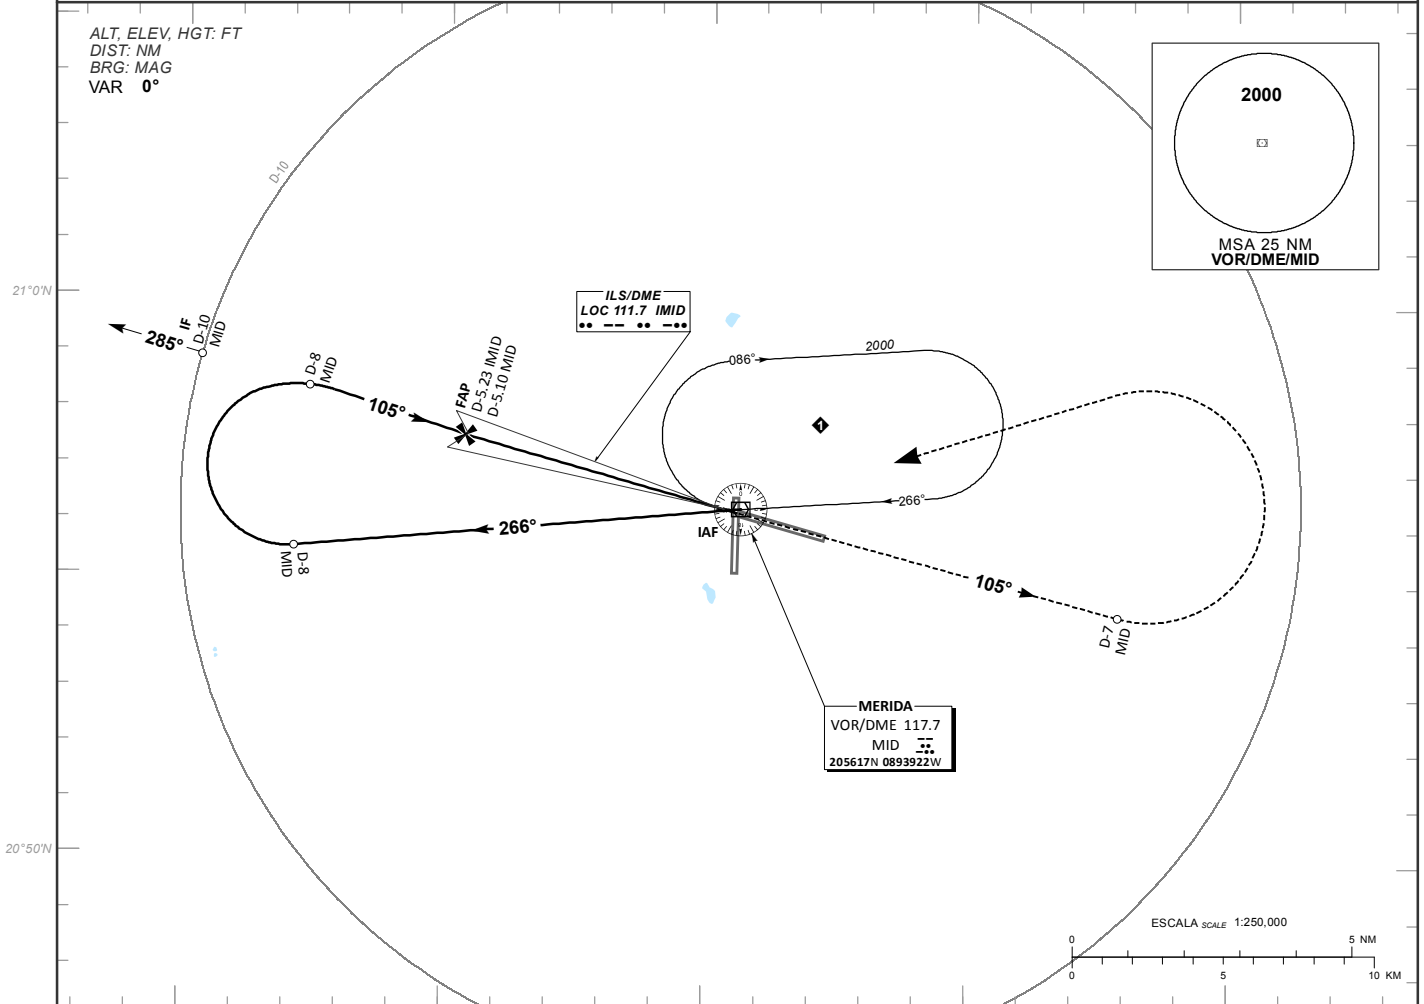 ALT, ELEV, HGT: FT
DIST: NM
BRG: MAG
VAR 0°
2000
MSA 25 NM
VOR/DME/MID
D-10
21°0'N
285°
IF
D-10
MID
D-8
MID
105°
FAP
D-5.23 IMID
D-5.10 MID
ILS/DME
LOC 111.7 IMID
086°
2000
1
266°
IAF
266°
D-8
MID
105°
D-7
MID
MERIDA
VOR/DME 117.7
MID
205617N 0893922W
20°50'N
ESCALA SCALE 1:250,000
0 5 NM
0 5 10 KM